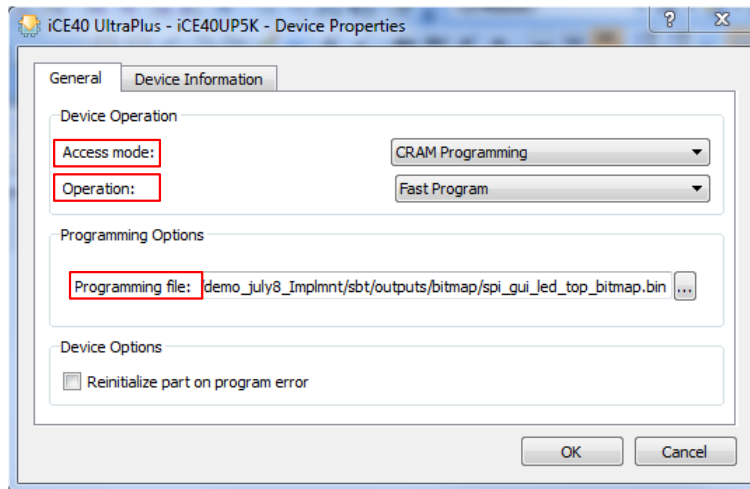 iCE40 UltraPlus - iCE40UP5K - Device Properties
General Device Information
Device Operation
Access mode: CRAM Programming
Operation: Fast Program
Programming Options
Programming file: demo_july8_Implmnt/sbt/outputs/bitmap/spi_gui_led_top_bitmap.bin ...
Device Options
Reinitialize part on program error
OK Cancel